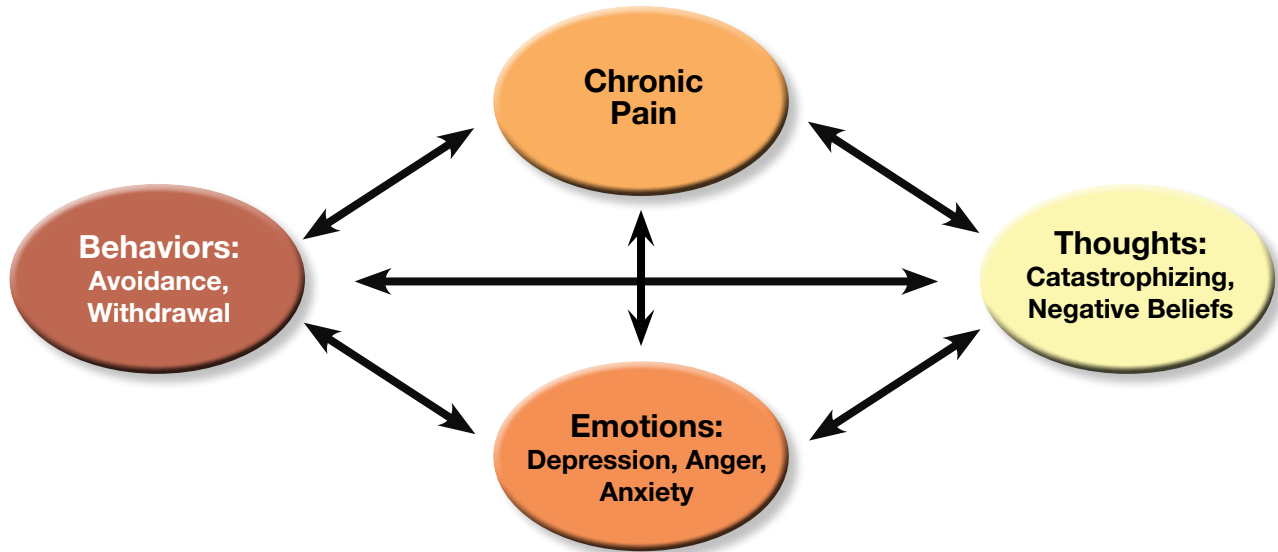 Chronic
Pain
Behaviors:
Avoidance,
Withdrawal
Thoughts:
Catastrophizing,
Negative Beliefs
Emotions:
Depression, Anger,
Anxiety